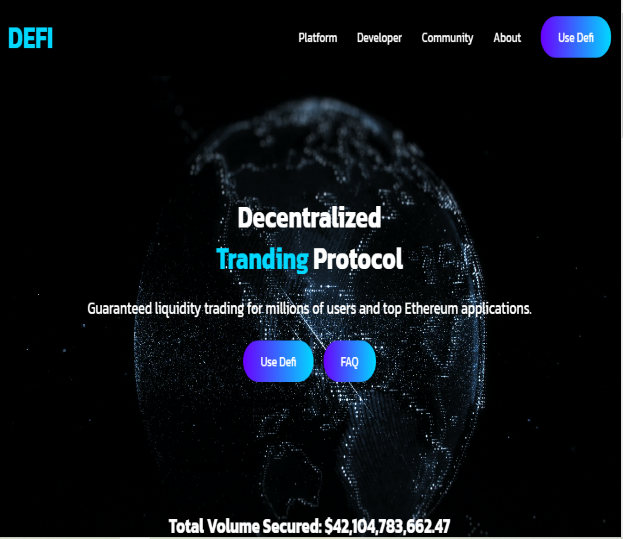 DEFI
Platform Developer Community About Use Defi
Decentralized
Tranding Protocol
Guaranteed liquidity trading for millions of users and top Ethereum applications.
Use Defi FAQ
Total Volume Secured: $42,104,783,662.47